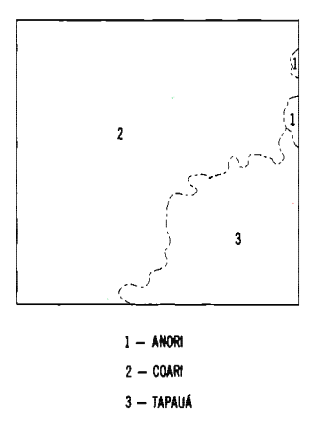 1
1
2
3
1 — ANORI
2 — COARI
3 — TAPAUÁ